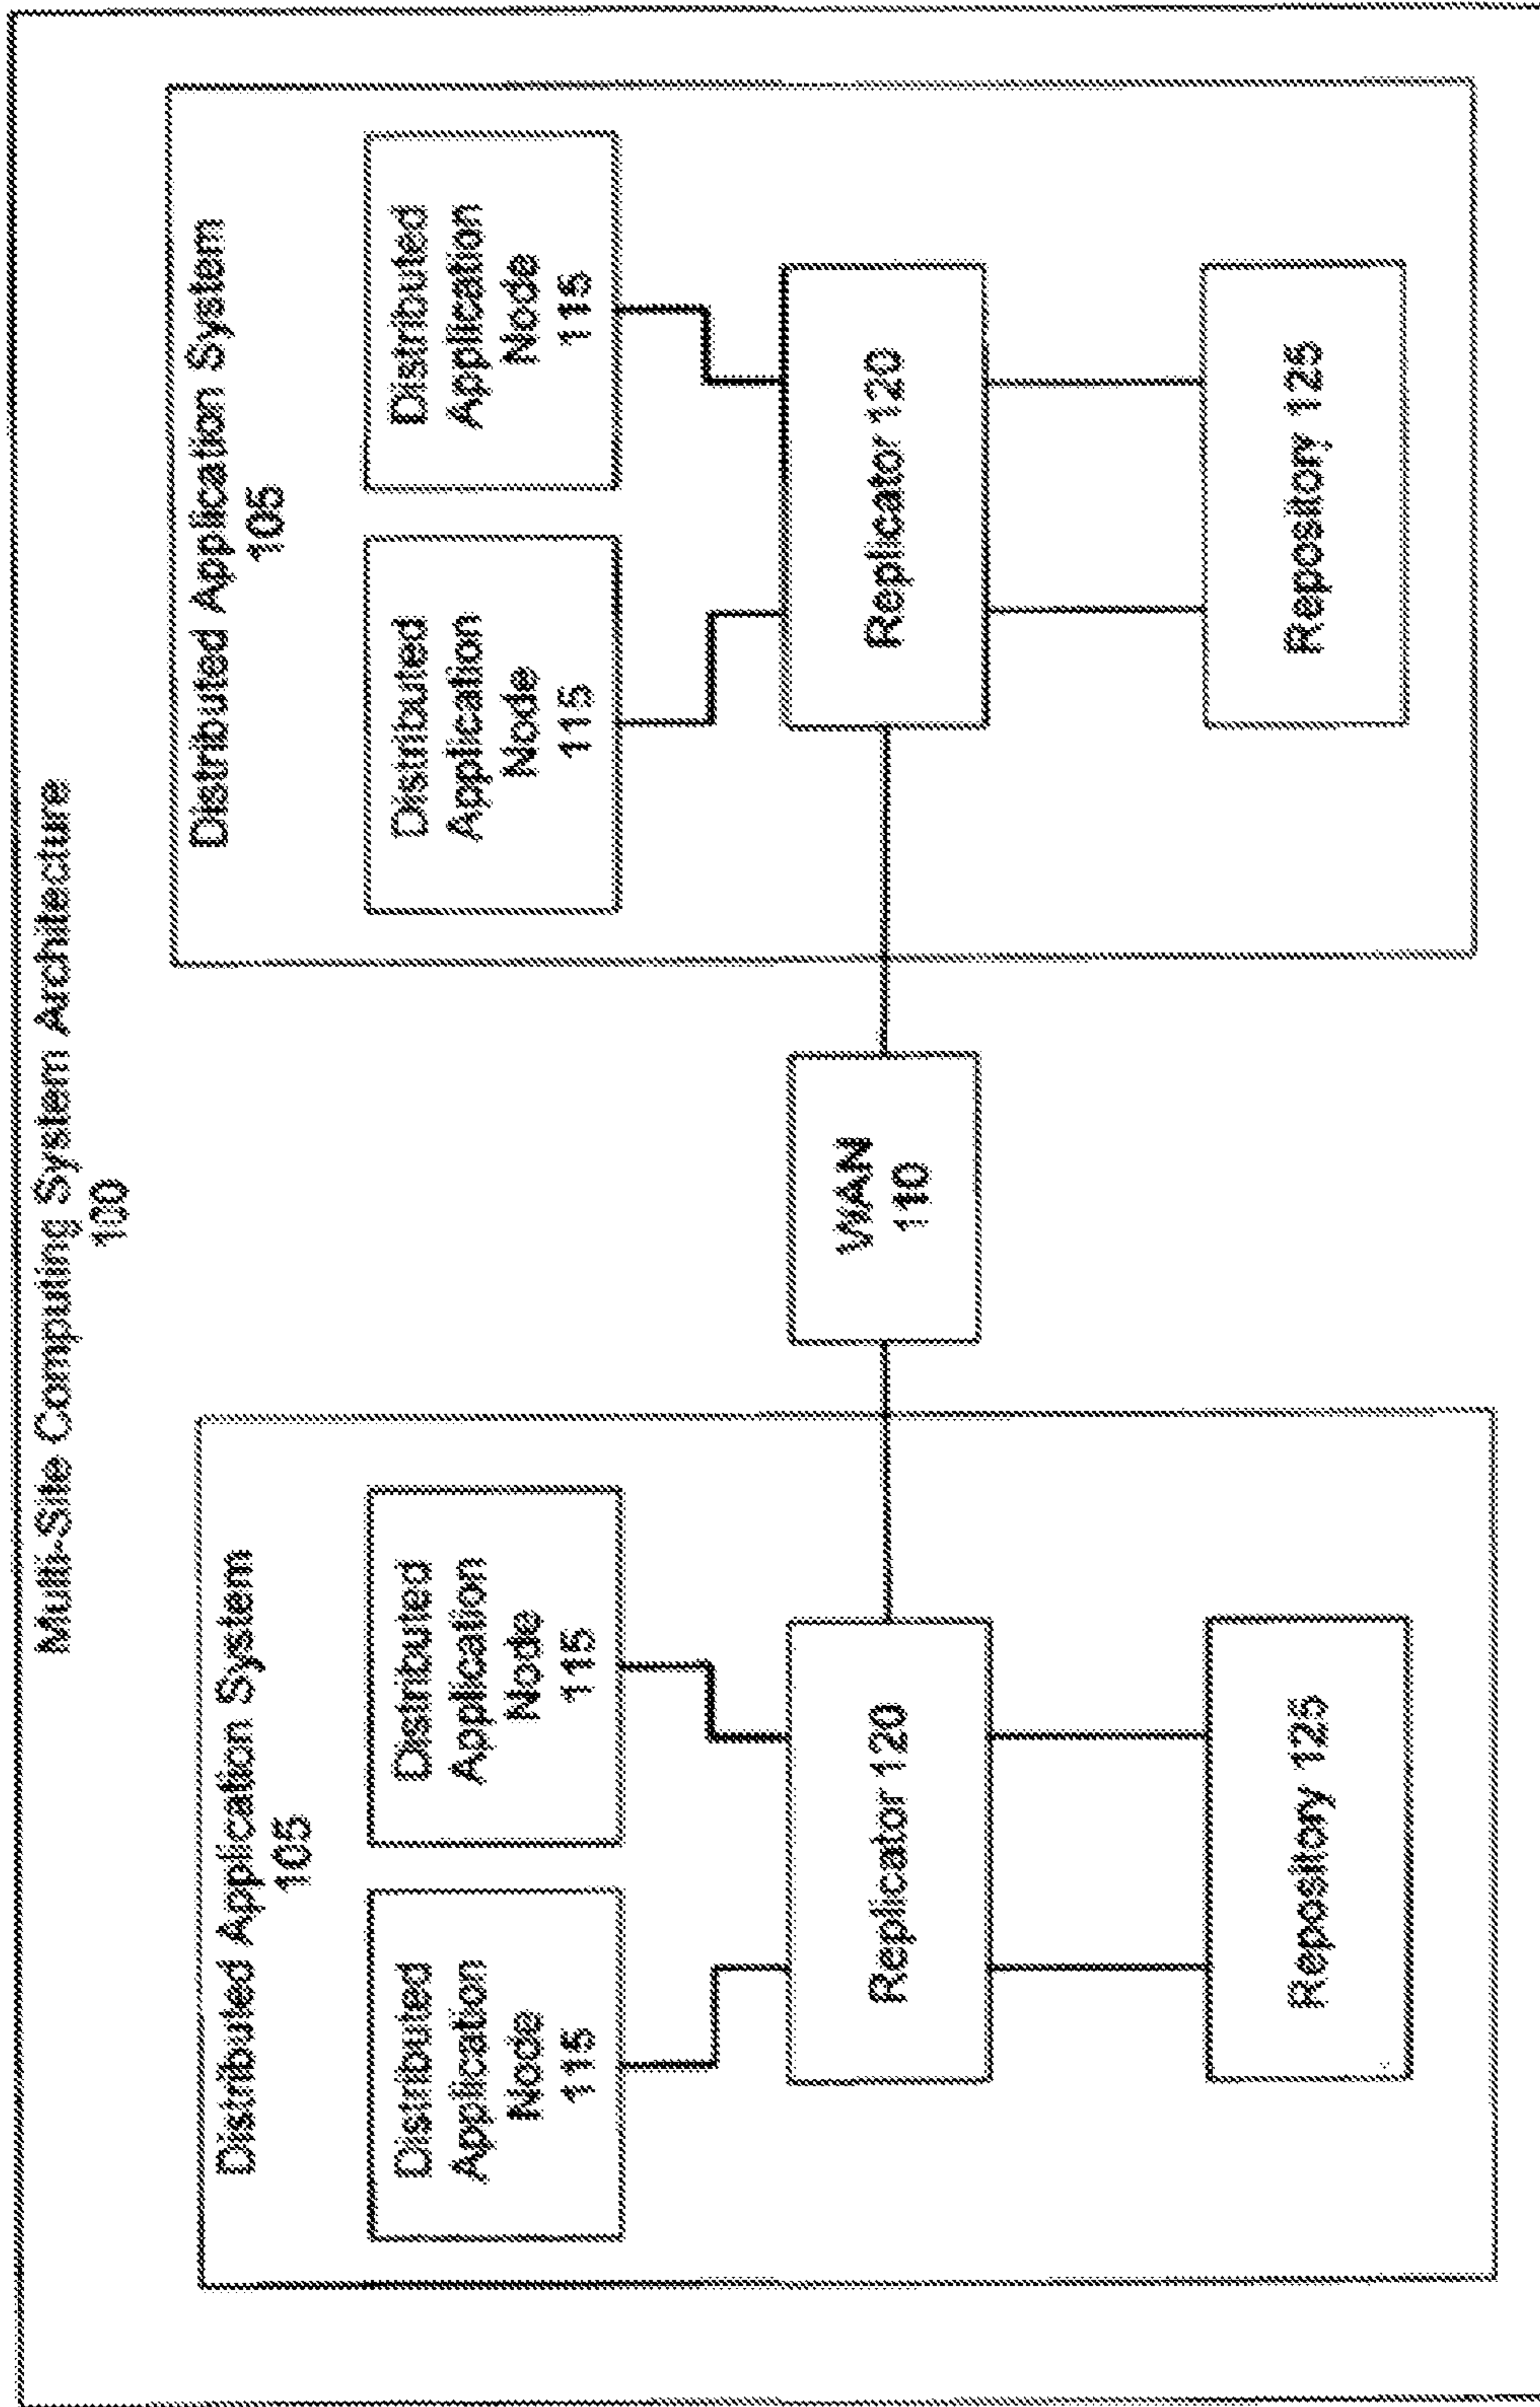 Multi-Site Computing System Architecture
100
Distributed Application System
105
Distributed
Application
Node
115
Distributed
Application
Node
115
Replicator 120
Repository 125
WAN
110
Distributed Application System
105
Distributed
Application
Node
115
Distributed
Application
Node
115
Replicator 120
Repository 125